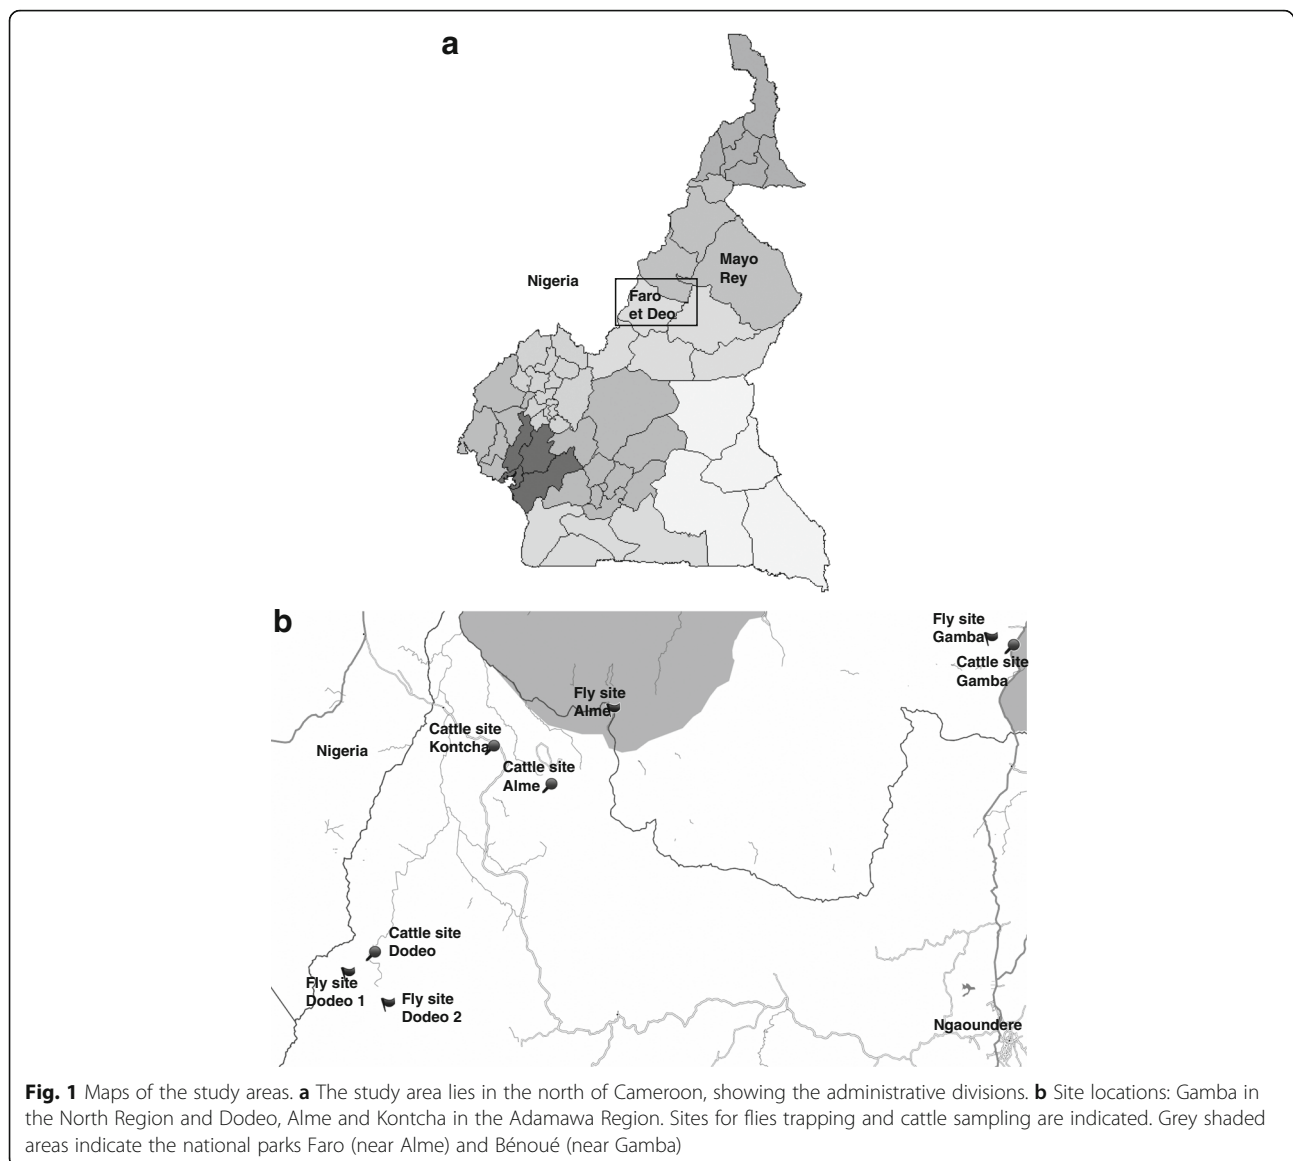 a
Nigeria
Mayo
Rey
Faro
et Deo
b
Fly site
Gamba
Cattle site
Gamba
Fly site
Alme
Cattle site
Kontcha
Nigeria
Cattle site
Alme
Cattle site
Dodeo
Fly site
Dodeo 1
Fly site
Dodeo 2
Ngaoundere
Fig. 1 Maps of the study areas. a The study area lies in the north of Cameroon, showing the administrative divisions. b Site locations: Gamba in
the North Region and Dodeo, Alme and Kontcha in the Adamawa Region. Sites for flies trapping and cattle sampling are indicated. Grey shaded
areas indicate the national parks Faro (near Alme) and Bénoué (near Gamba)